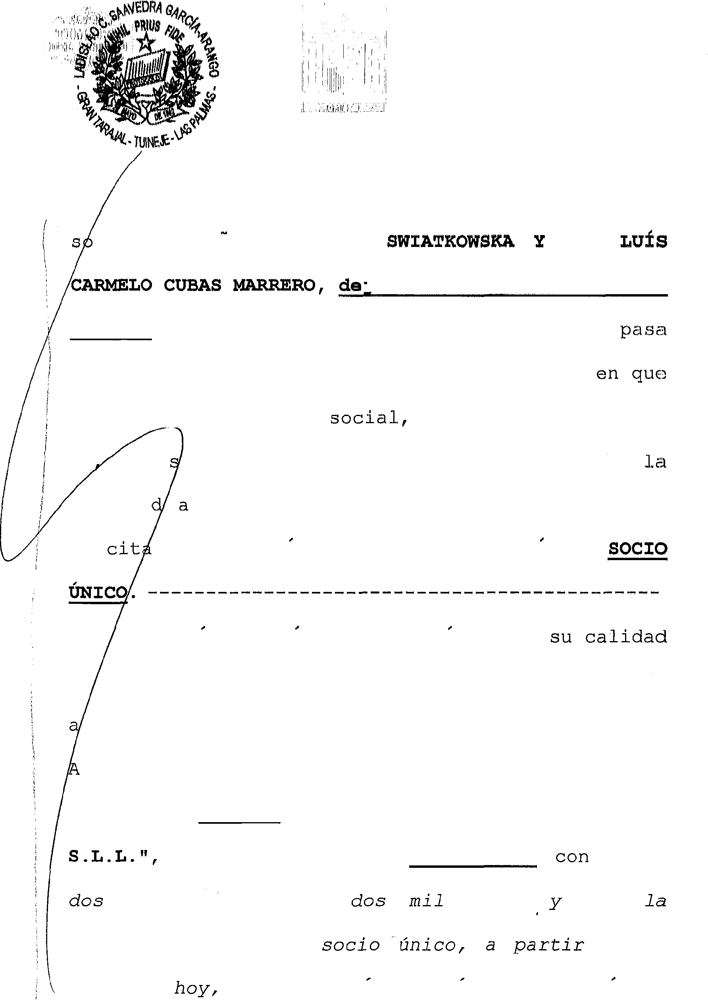 LADISLAO C. SAAVEDRA GARCÍA-ARANGO
NIHIL PRIUS FIDE
- GRAN TARAJAL - TUINEJE - LAS PALMAS -
so SWIATKOWSKA Y LUÍS
CARMELO CUBAS MARRERO, de
pasa
en que
social,
s la
d a
cita SOCIO
ÚNICO. --------------------------------------------
su calidad
a
A
S.L.L.", con
dos dos mil y la
socio único, a partir
hoy,